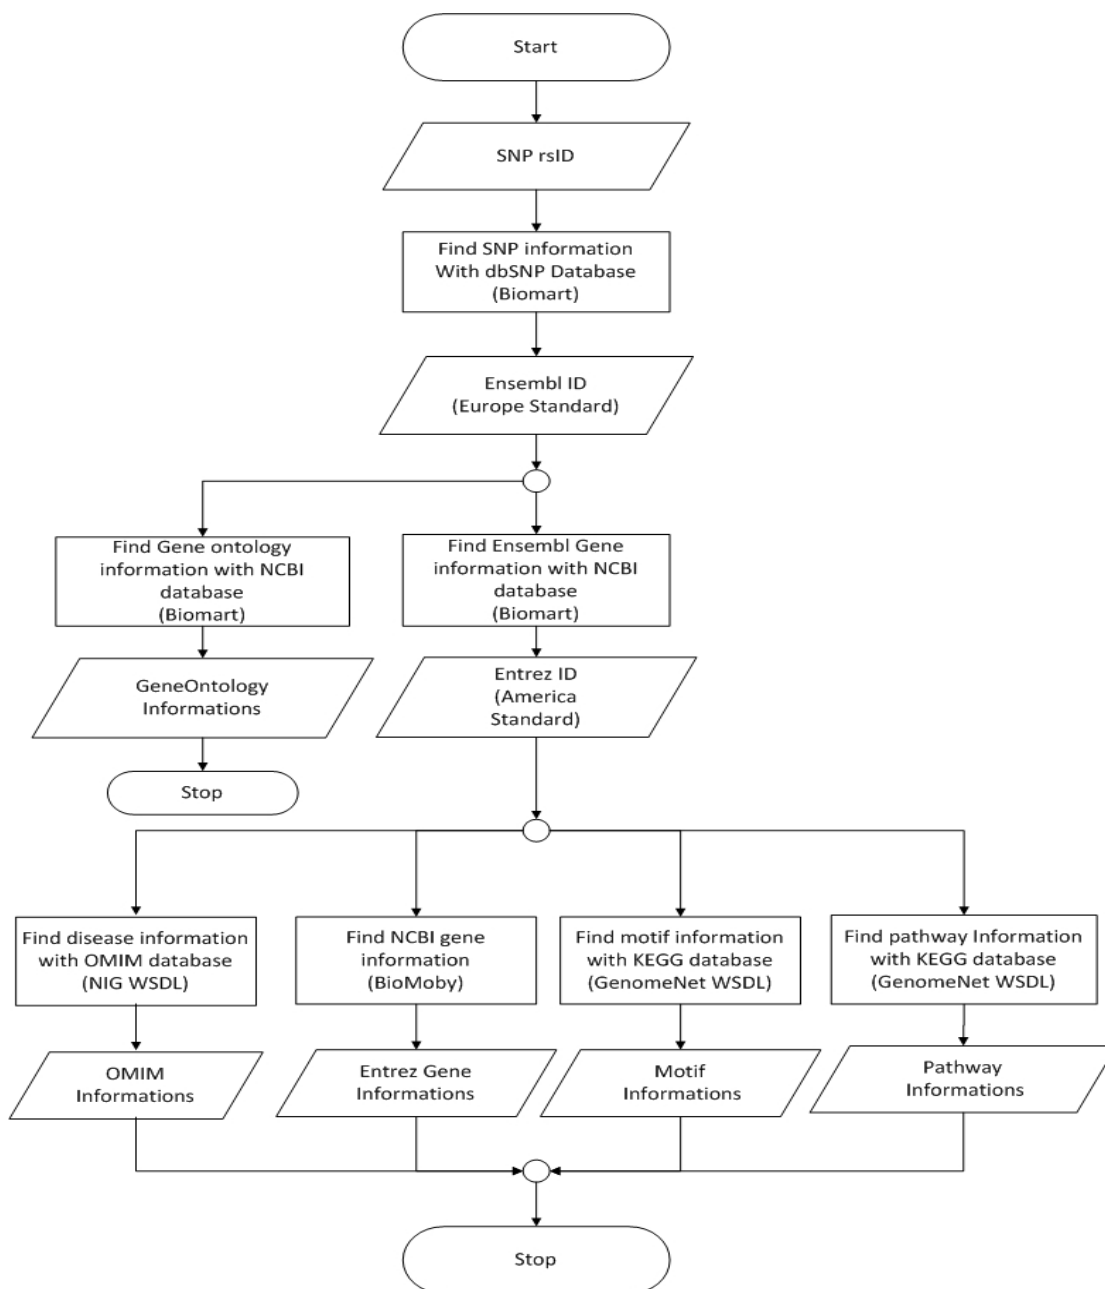 Start
SNP rsID
Find SNP information
With dbSNP Database
(Biomart)
Ensembl ID
(Europe Standard)
Find Gene ontology
information with NCBI
database
(Biomart)
Find Ensembl Gene
information with NCBI
database
(Biomart)
GeneOntology
Informations
Entrez ID
(America
Standard)
Stop
Find disease information
with OMIM database
(NIG WSDL)
Find NCBI gene
information
(BioMoby)
Find motif information
with KEGG database
(GenomeNet WSDL)
Find pathway Information
with KEGG database
(GenomeNet WSDL)
OMIM
Informations
Entrez Gene
Informations
Motif
Informations
Pathway
Informations
Stop